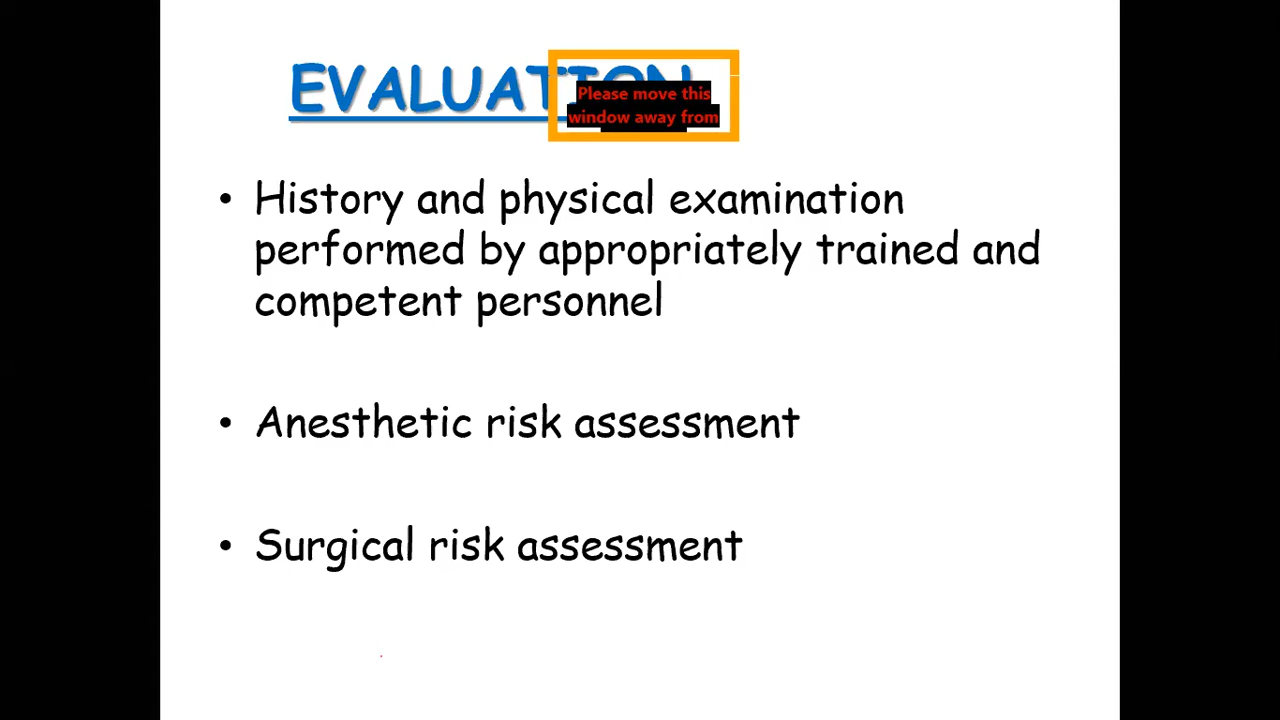 EVALUATION
Please move this
window away from
• History and physical examination
performed by appropriately trained and
competent personnel
• Anesthetic risk assessment
• Surgical risk assessment